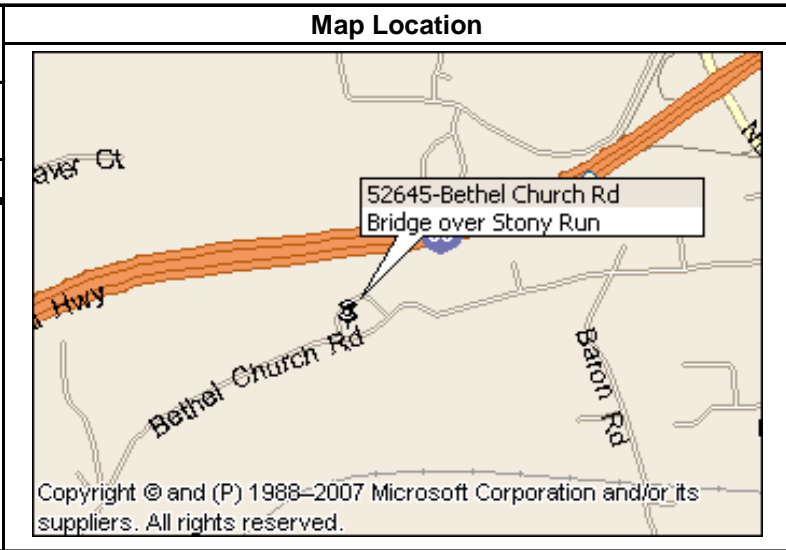 Map Location
aver Ct
52645-Bethel Church Rd
Bridge over Stony Run
Hwy
Bethel Church Rd
Baron Rd
Copyright © and (P) 1988–2007 Microsoft Corporation and/or its
suppliers. All rights reserved.